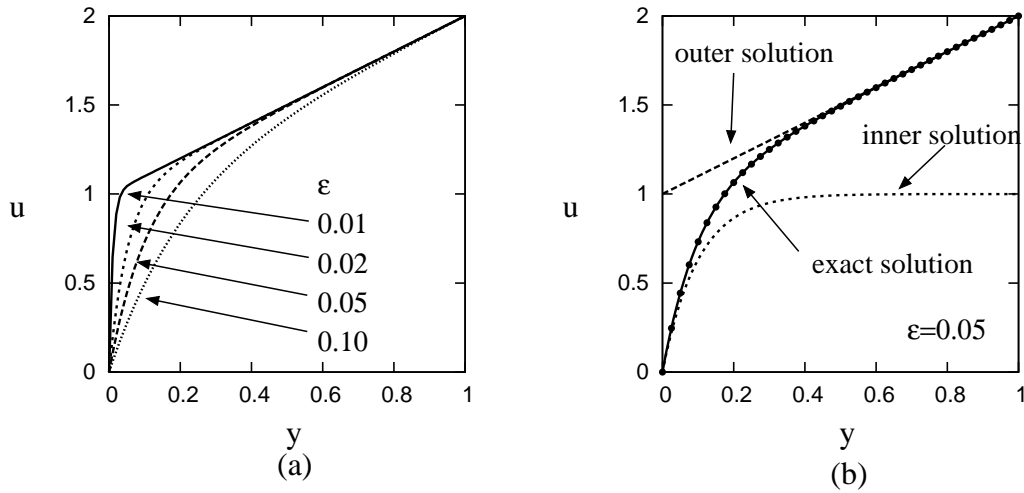 2
1.5
1
0.5
0
u
ε
0.01
0.02
0.05
0.10
0 0.2 0.4 0.6 0.8 1
y
(a)
2
1.5
1
0.5
0
u
outer solution
inner solution
exact solution
ε=0.05
0 0.2 0.4 0.6 0.8 1
y
(b)